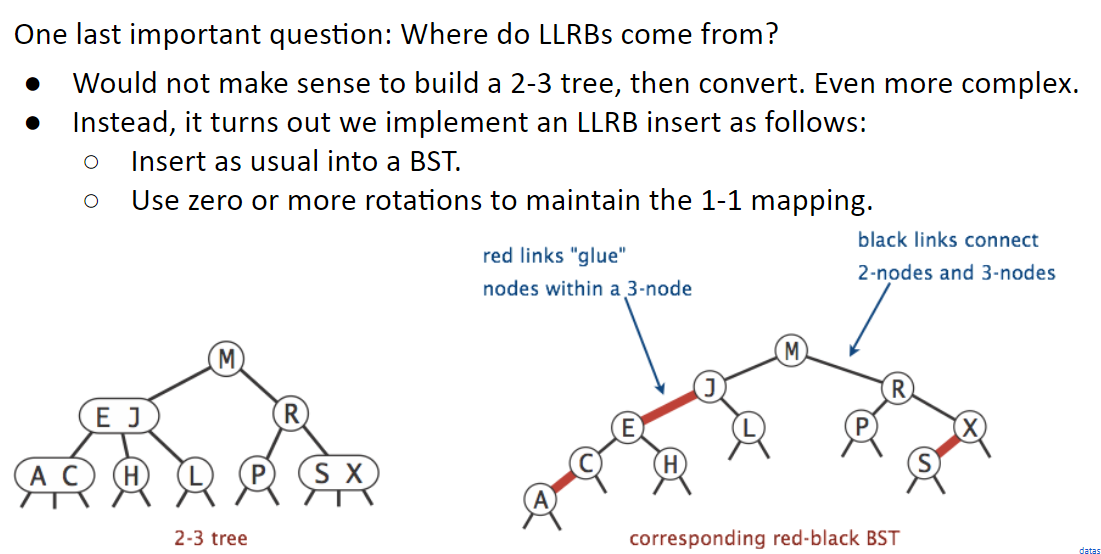 One last important question: Where do LLRBs come from?
● Would not make sense to build a 2-3 tree, then convert. Even more complex.
● Instead, it turns out we implement an LLRB insert as follows:
○ Insert as usual into a BST.
○ Use zero or more rotations to maintain the 1-1 mapping.
red links "glue"
nodes within a 3-node
black links connect
2-nodes and 3-nodes
M
E J
R
A C
H
L
P
S X
2-3 tree
M
J
R
E
L
P
X
C
H
S
A
corresponding red-black BST
datas